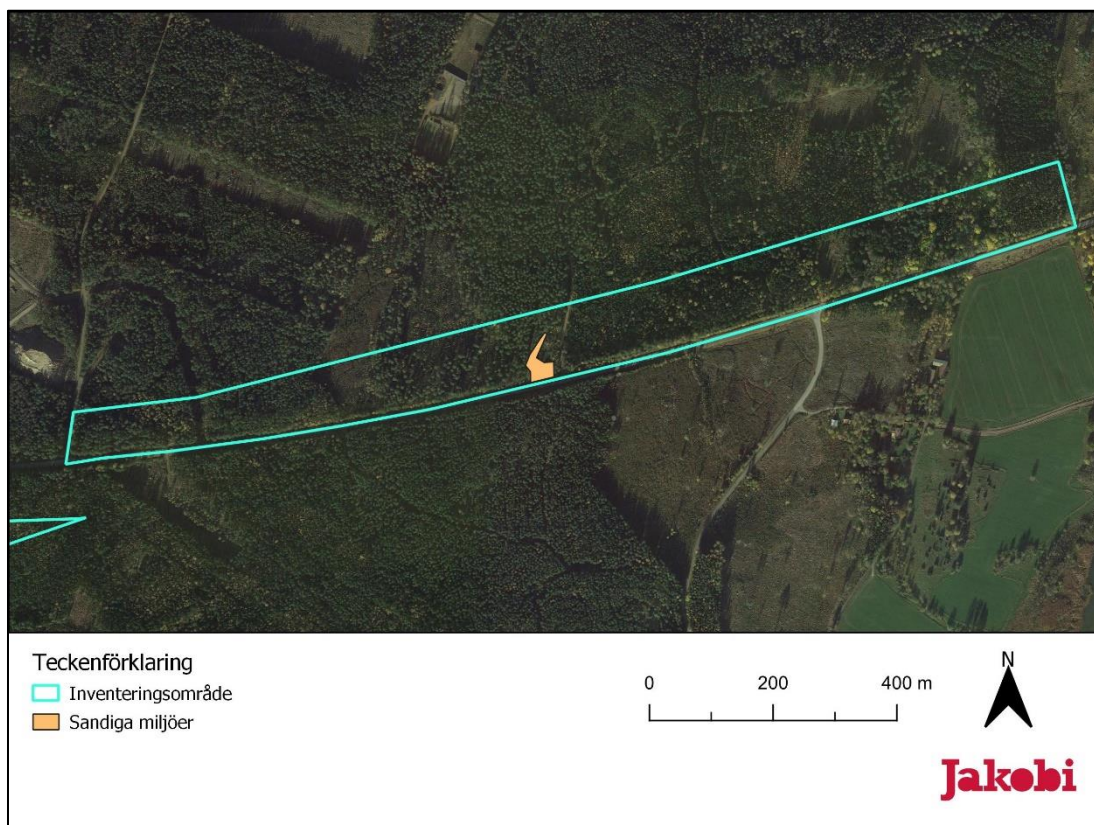 Teckenförklaring
Inventeringsområde
Sandiga miljöer
0 200 400 m
N
Jakobi